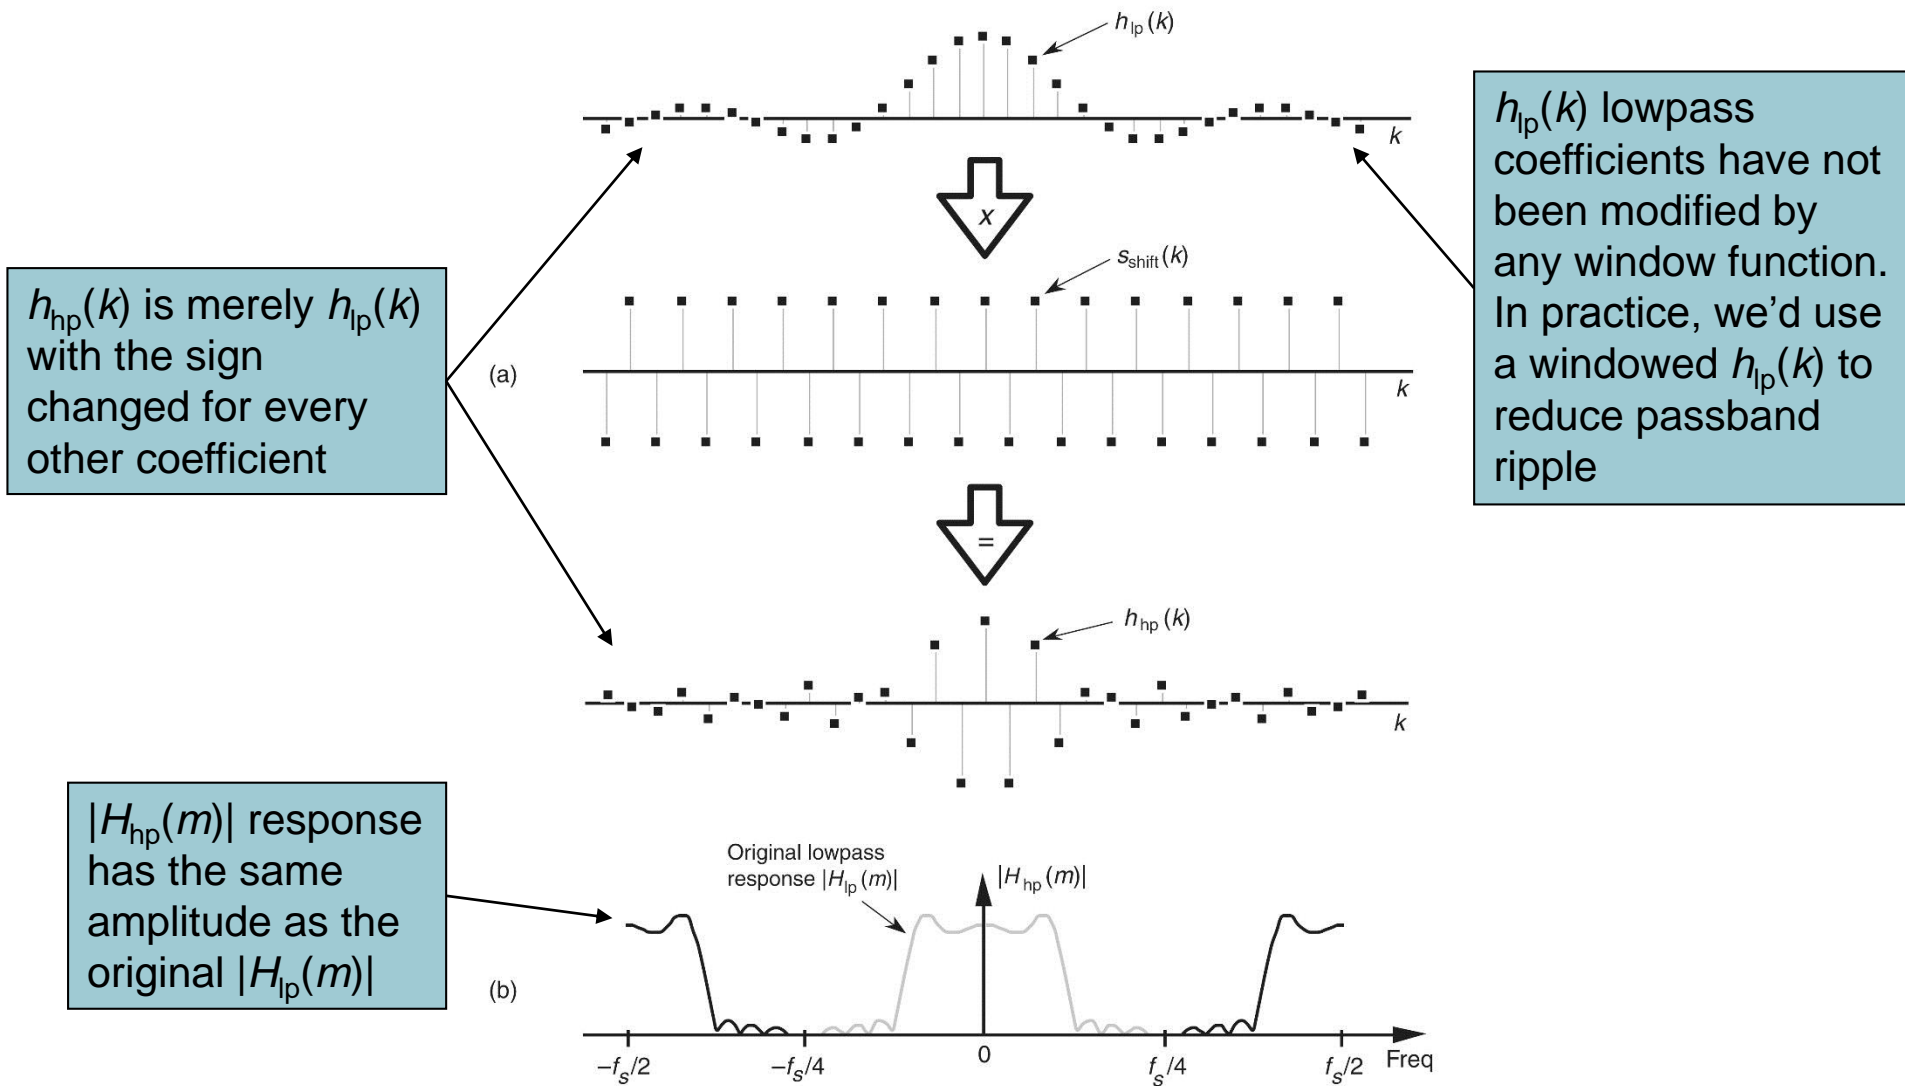 h_lp(k)
k
x
s_shift(k)
(a)
k
=
h_hp(k)
k
h_hp(k) is merely h_lp(k)
with the sign
changed for every
other coefficient
h_lp(k) lowpass
coefficients have not
been modified by
any window function.
In practice, we’d use
a windowed h_lp(k) to
reduce passband
ripple
|H_hp(m)| response
has the same
amplitude as the
original |H_lp(m)|
Original lowpass
response |H_lp(m)|
|H_hp(m)|
(b)
−f_s/2
−f_s/4
0
f_s/4
f_s/2
Freq